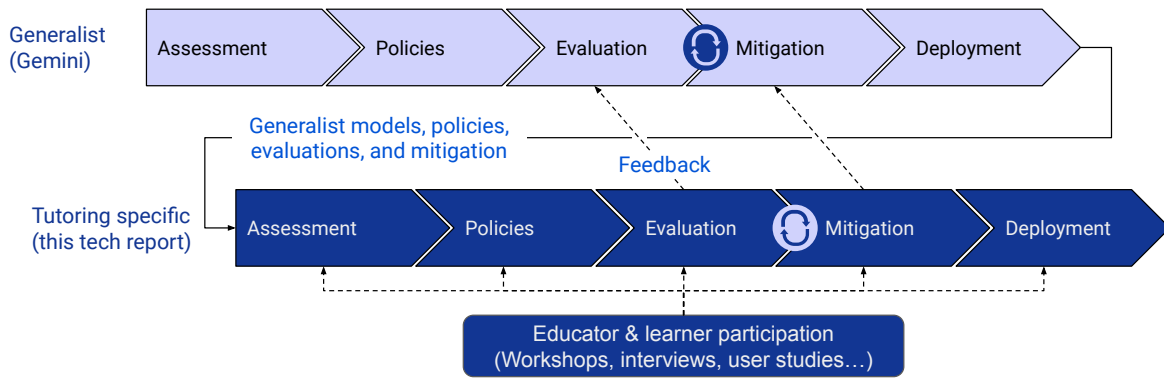 Generalist
(Gemini)
Assessment
Policies
Evaluation
Mitigation
Deployment
Generalist models, policies,
evaluations, and mitigation
Feedback
Tutoring specific
(this tech report)
Assessment
Policies
Evaluation
Mitigation
Deployment
Educator & learner participation
(Workshops, interviews, user studies…)